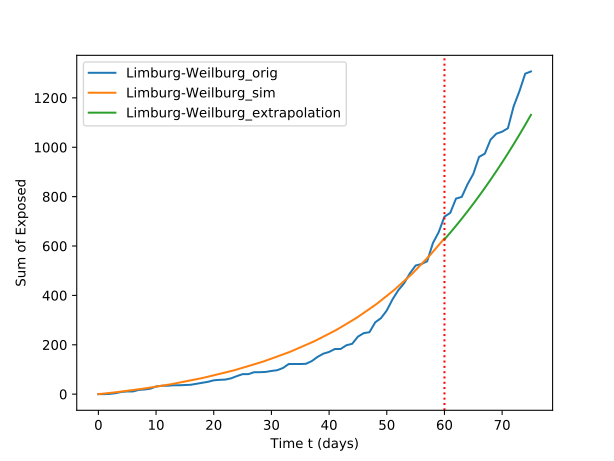 Limburg-Weilburg_orig
Limburg-Weilburg_sim
Limburg-Weilburg_extrapolation
1200
1000
800
600
400
200
0
Sum of Exposed
0 10 20 30 40 50 60 70
Time t (days)